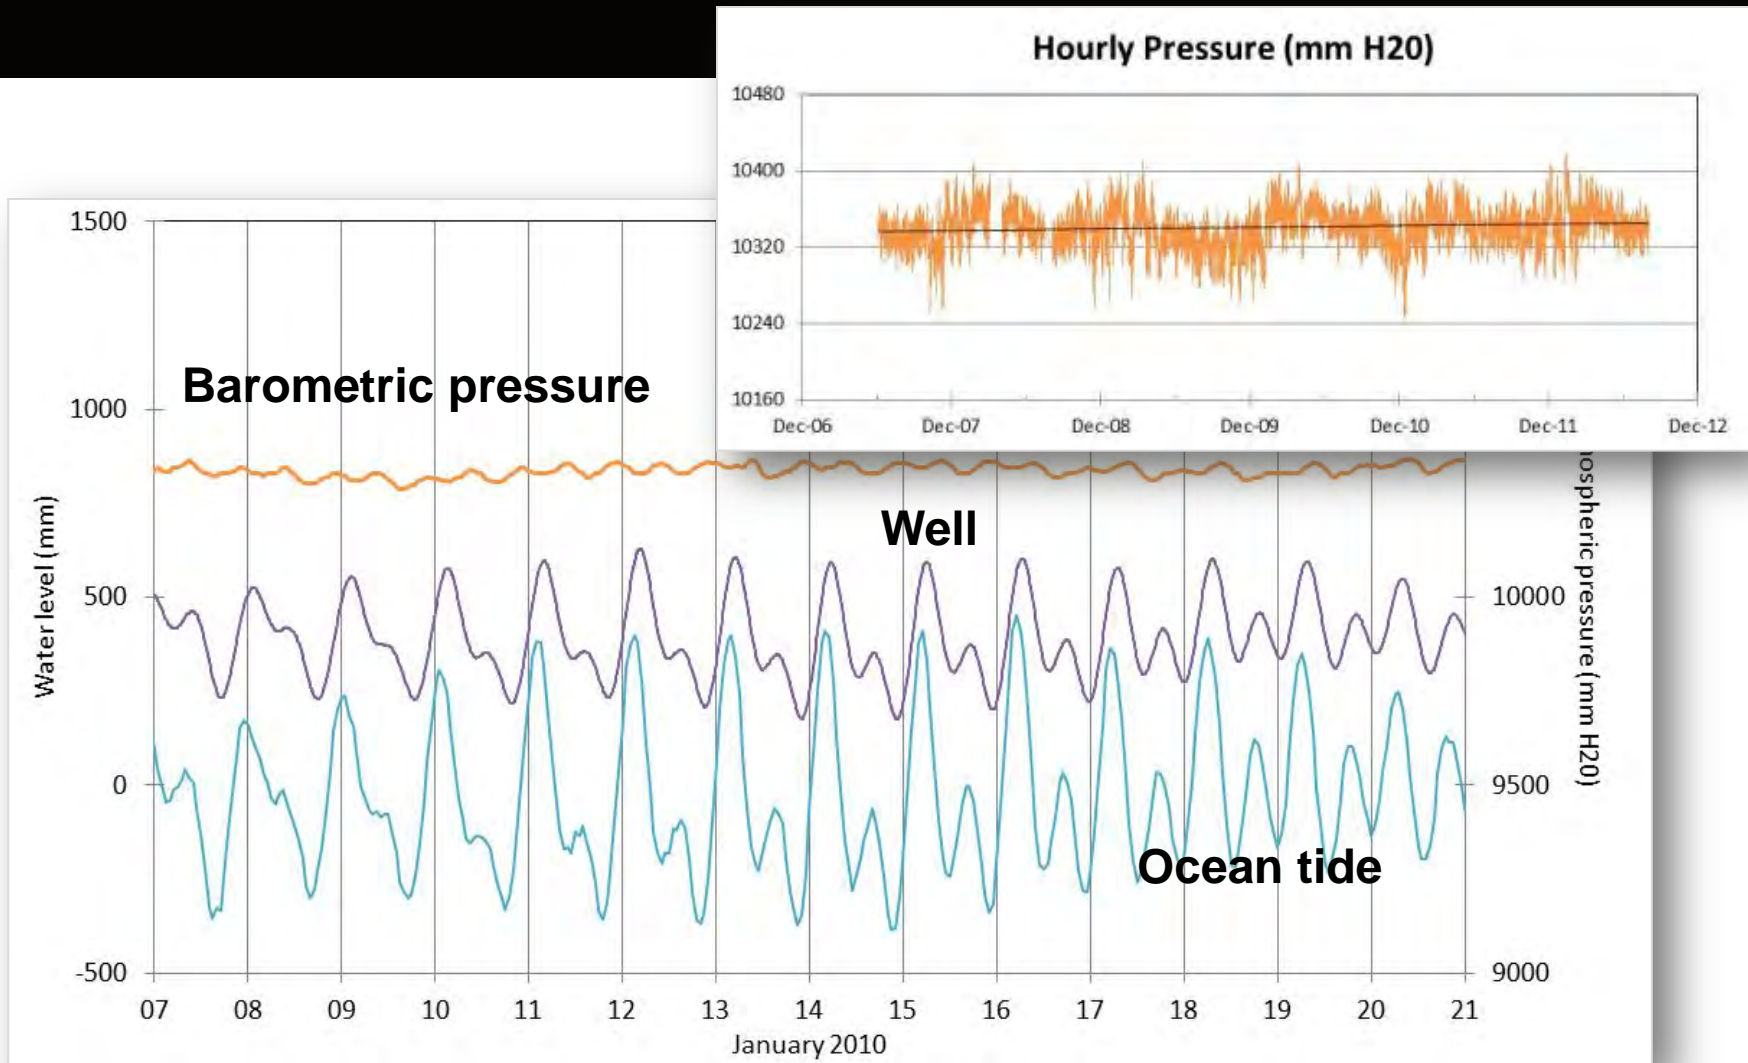 Hourly Pressure (mm H20)
10480
10400
10320
10240
10160
Dec-06 Dec-07 Dec-08 Dec-09 Dec-10 Dec-11 Dec-12
1500
1000
500
0
-500
Water level (mm)
Barometric pressure
Well
Ocean tide
10000
9500
9000
ospheric pressure (mm H20)
07 08 09 10 11 12 13 14 15 16 17 18 19 20 21
January 2010